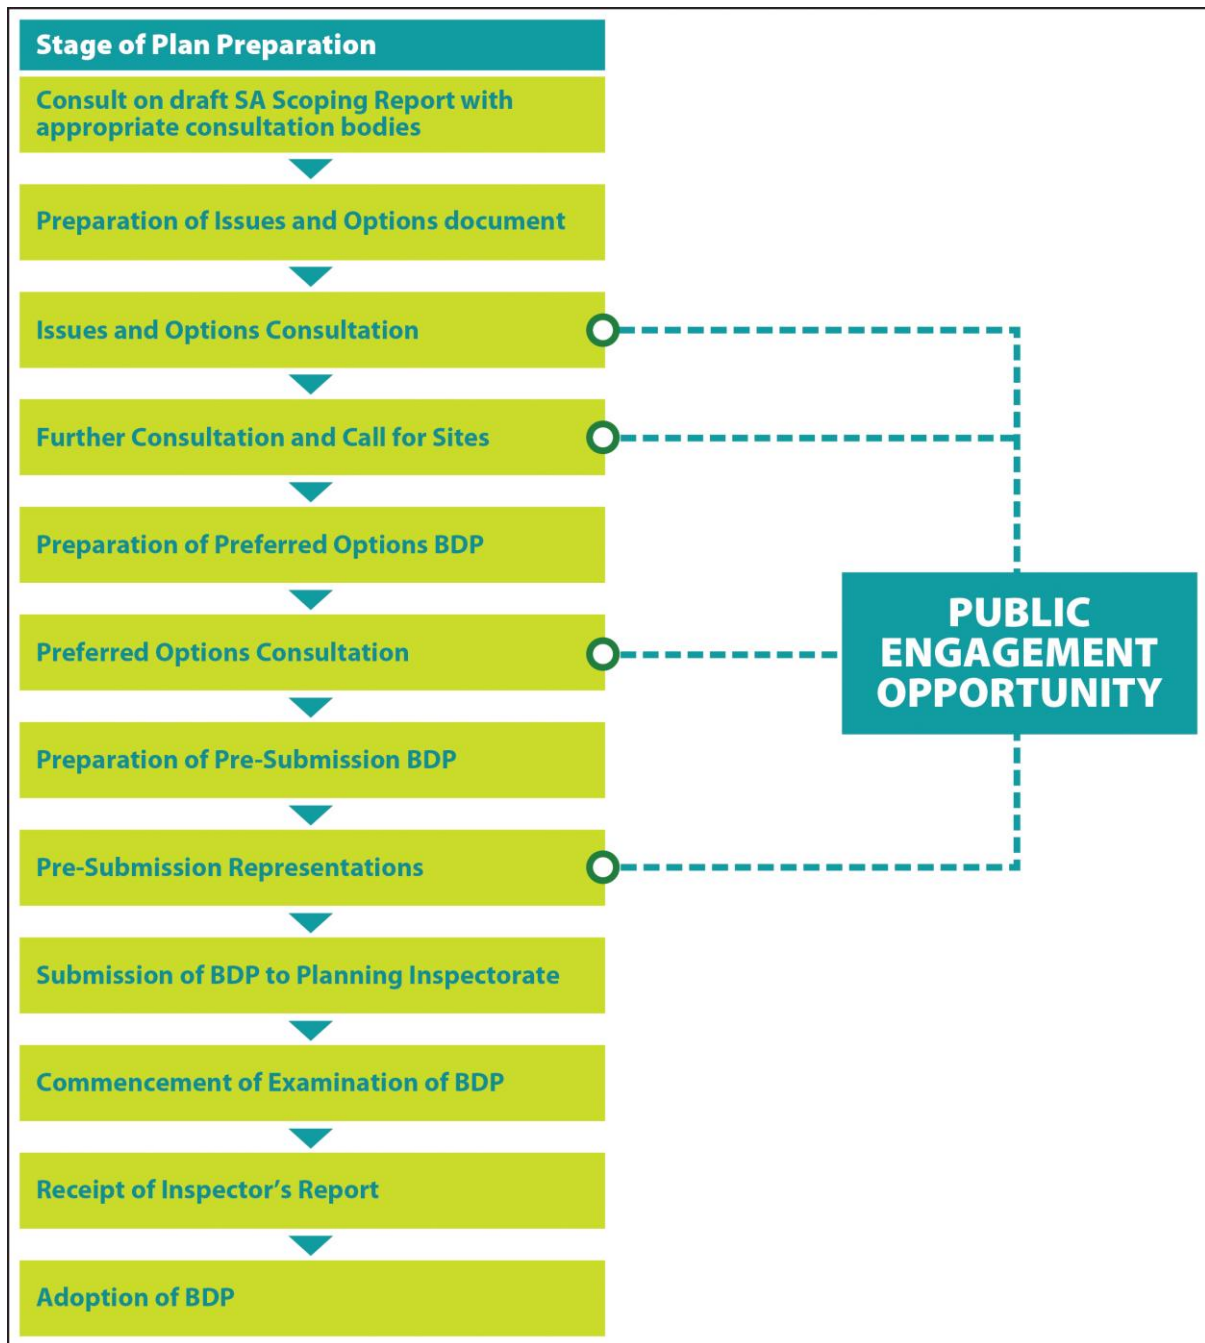 Stage of Plan Preparation
Consult on draft SA Scoping Report with
appropriate consultation bodies
Preparation of Issues and Options document
Issues and Options Consultation
Further Consultation and Call for Sites
Preparation of Preferred Options BDP
Preferred Options Consultation
Preparation of Pre-Submission BDP
Pre-Submission Representations
Submission of BDP to Planning Inspectorate
Commencement of Examination of BDP
Receipt of Inspector’s Report
Adoption of BDP
PUBLIC
ENGAGEMENT
OPPORTUNITY